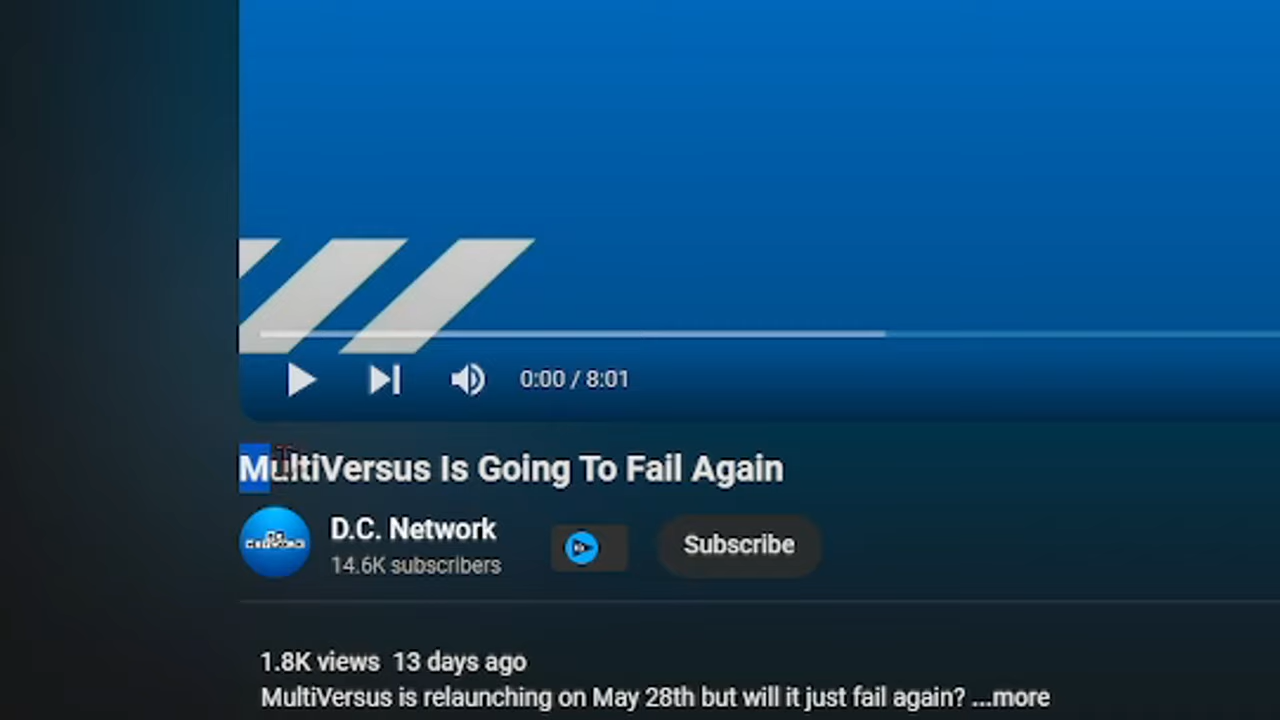 0:00 / 8:01
MultiVersus Is Going To Fail Again
D.C. Network
14.6K subscribers
Subscribe
1.8K views 13 days ago
MultiVersus is relaunching on May 28th but will it just fail again? ...more